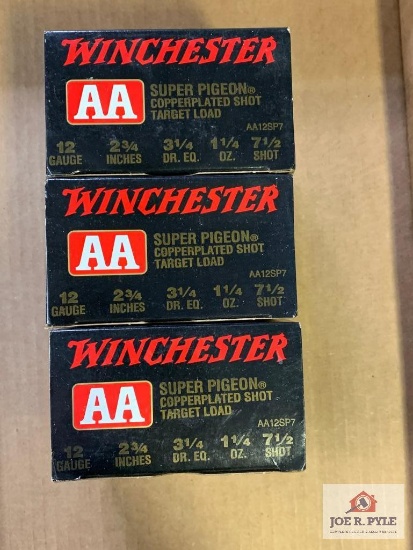 WINCHESTER
AA
SUPER PIGEON®
COPPERPLATED SHOT
TARGET LOAD
AA12SP7
12 2¾ 3¼ 1¼ 7½
GAUGE INCHES DR. EQ. OZ. SHOT
WINCHESTER
AA
SUPER PIGEON®
COPPERPLATED SHOT
TARGET LOAD
AA12SP7
12 2¾ 3¼ 1¼ 7½
GAUGE INCHES DR. EQ. OZ. SHOT
WINCHESTER
AA
SUPER PIGEON®
COPPERPLATED SHOT
TARGET LOAD
AA12SP7
12 2¾ 3¼ 1¼ 7½
GAUGE INCHES DR. EQ. OZ. SHOT
JOE R. PYLE